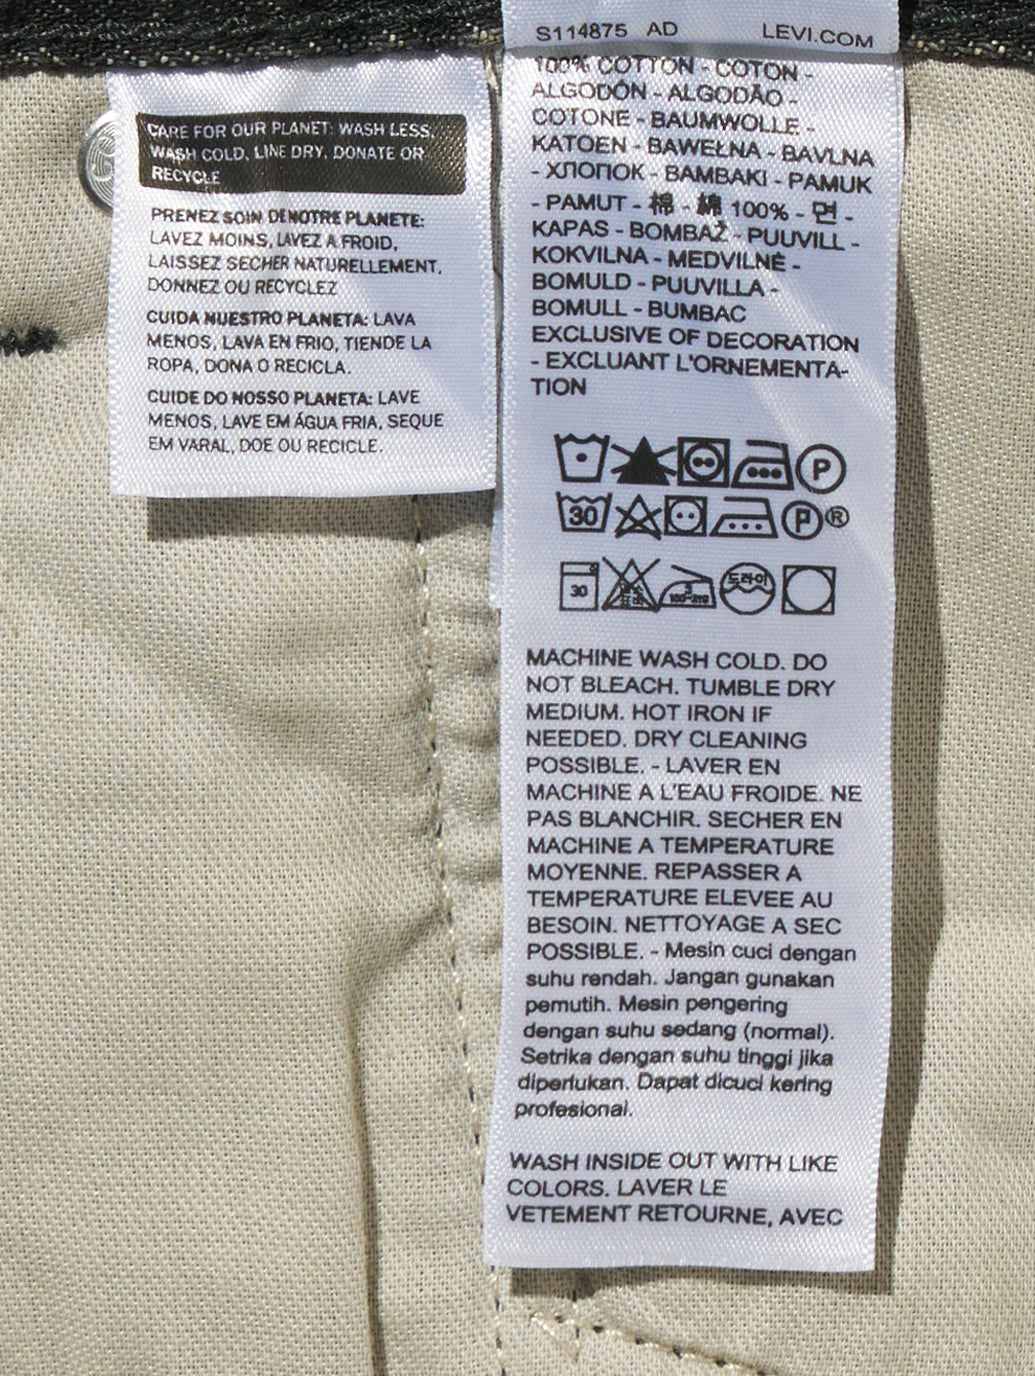 CARE FOR OUR PLANET: WASH LESS,
WASH COLD, LINE DRY, DONATE OR
RECYCLE
PRENEZ SOIN DE NOTRE PLANETE:
LAVEZ MOINS, LAVEZ A FROID,
LAISSEZ SECHER NATURELLEMENT,
DONNEZ OU RECYCLEZ
CUIDA NUESTRO PLANETA: LAVA
MENOS, LAVA EN FRIO, TIENDE LA
ROPA, DONA O RECICLA.
CUIDE DO NOSSO PLANETA: LAVE
MENOS, LAVE EM ÁGUA FRIA, SEQUE
EM VARAL, DOE OU RECICLE.
S114875 AD LEVI.COM
100% COTTON - COTON -
ALGODÓN - ALGODÃO -
COTONE - BAUMWOLLE -
KATOEN - BAWEŁNA - BAVLNA
- ХЛОПОК - BAMBAKI - PAMUK
- PAMUT - 棉 - 綿 100% - 면 -
KAPAS - BOMBAŽ - PUUVILL -
KOKVILNA - MEDVILNĖ -
BOMULD - PUUVILLA -
BOMULL - BUMBAC
EXCLUSIVE OF DECORATION
- EXCLUANT L'ORNEMENTA-
TION
P
30 P ®
30 도라이
MACHINE WASH COLD. DO
NOT BLEACH. TUMBLE DRY
MEDIUM. HOT IRON IF
NEEDED. DRY CLEANING
POSSIBLE. - LAVER EN
MACHINE A L'EAU FROIDE. NE
PAS BLANCHIR. SECHER EN
MACHINE A TEMPERATURE
MOYENNE. REPASSER A
TEMPERATURE ELEVEE AU
BESOIN. NETTOYAGE A SEC
POSSIBLE. - Mesin cuci dengan
suhu rendah. Jangan gunakan
pemutih. Mesin pengering
dengan suhu sedang (normal).
Setrika dengan suhu tinggi jika
diperlukan. Dapat dicuci kering
profesional.
WASH INSIDE OUT WITH LIKE
COLORS. LAVER LE
VETEMENT RETOURNE, AVEC